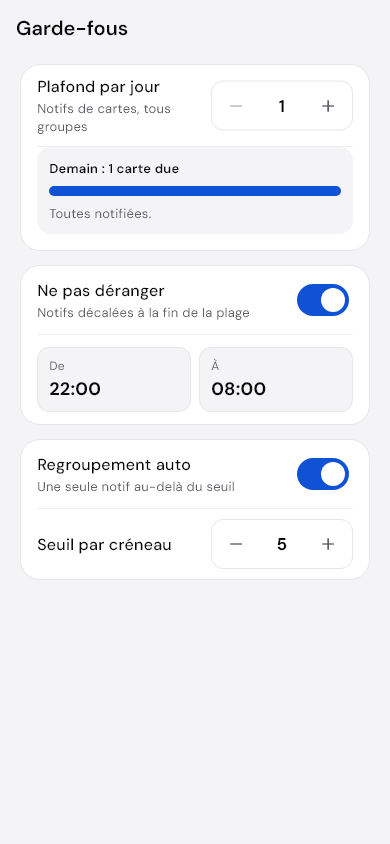 Garde-fous
Plafond par jour
Notifs de cartes, tous
groupes
− 1 +
Demain : 1 carte due
Toutes notifiées.
Ne pas déranger
Notifs décalées à la fin de la plage
De
22:00
À
08:00
Regroupement auto
Une seule notif au-delà du seuil
Seuil par créneau
− 5 +